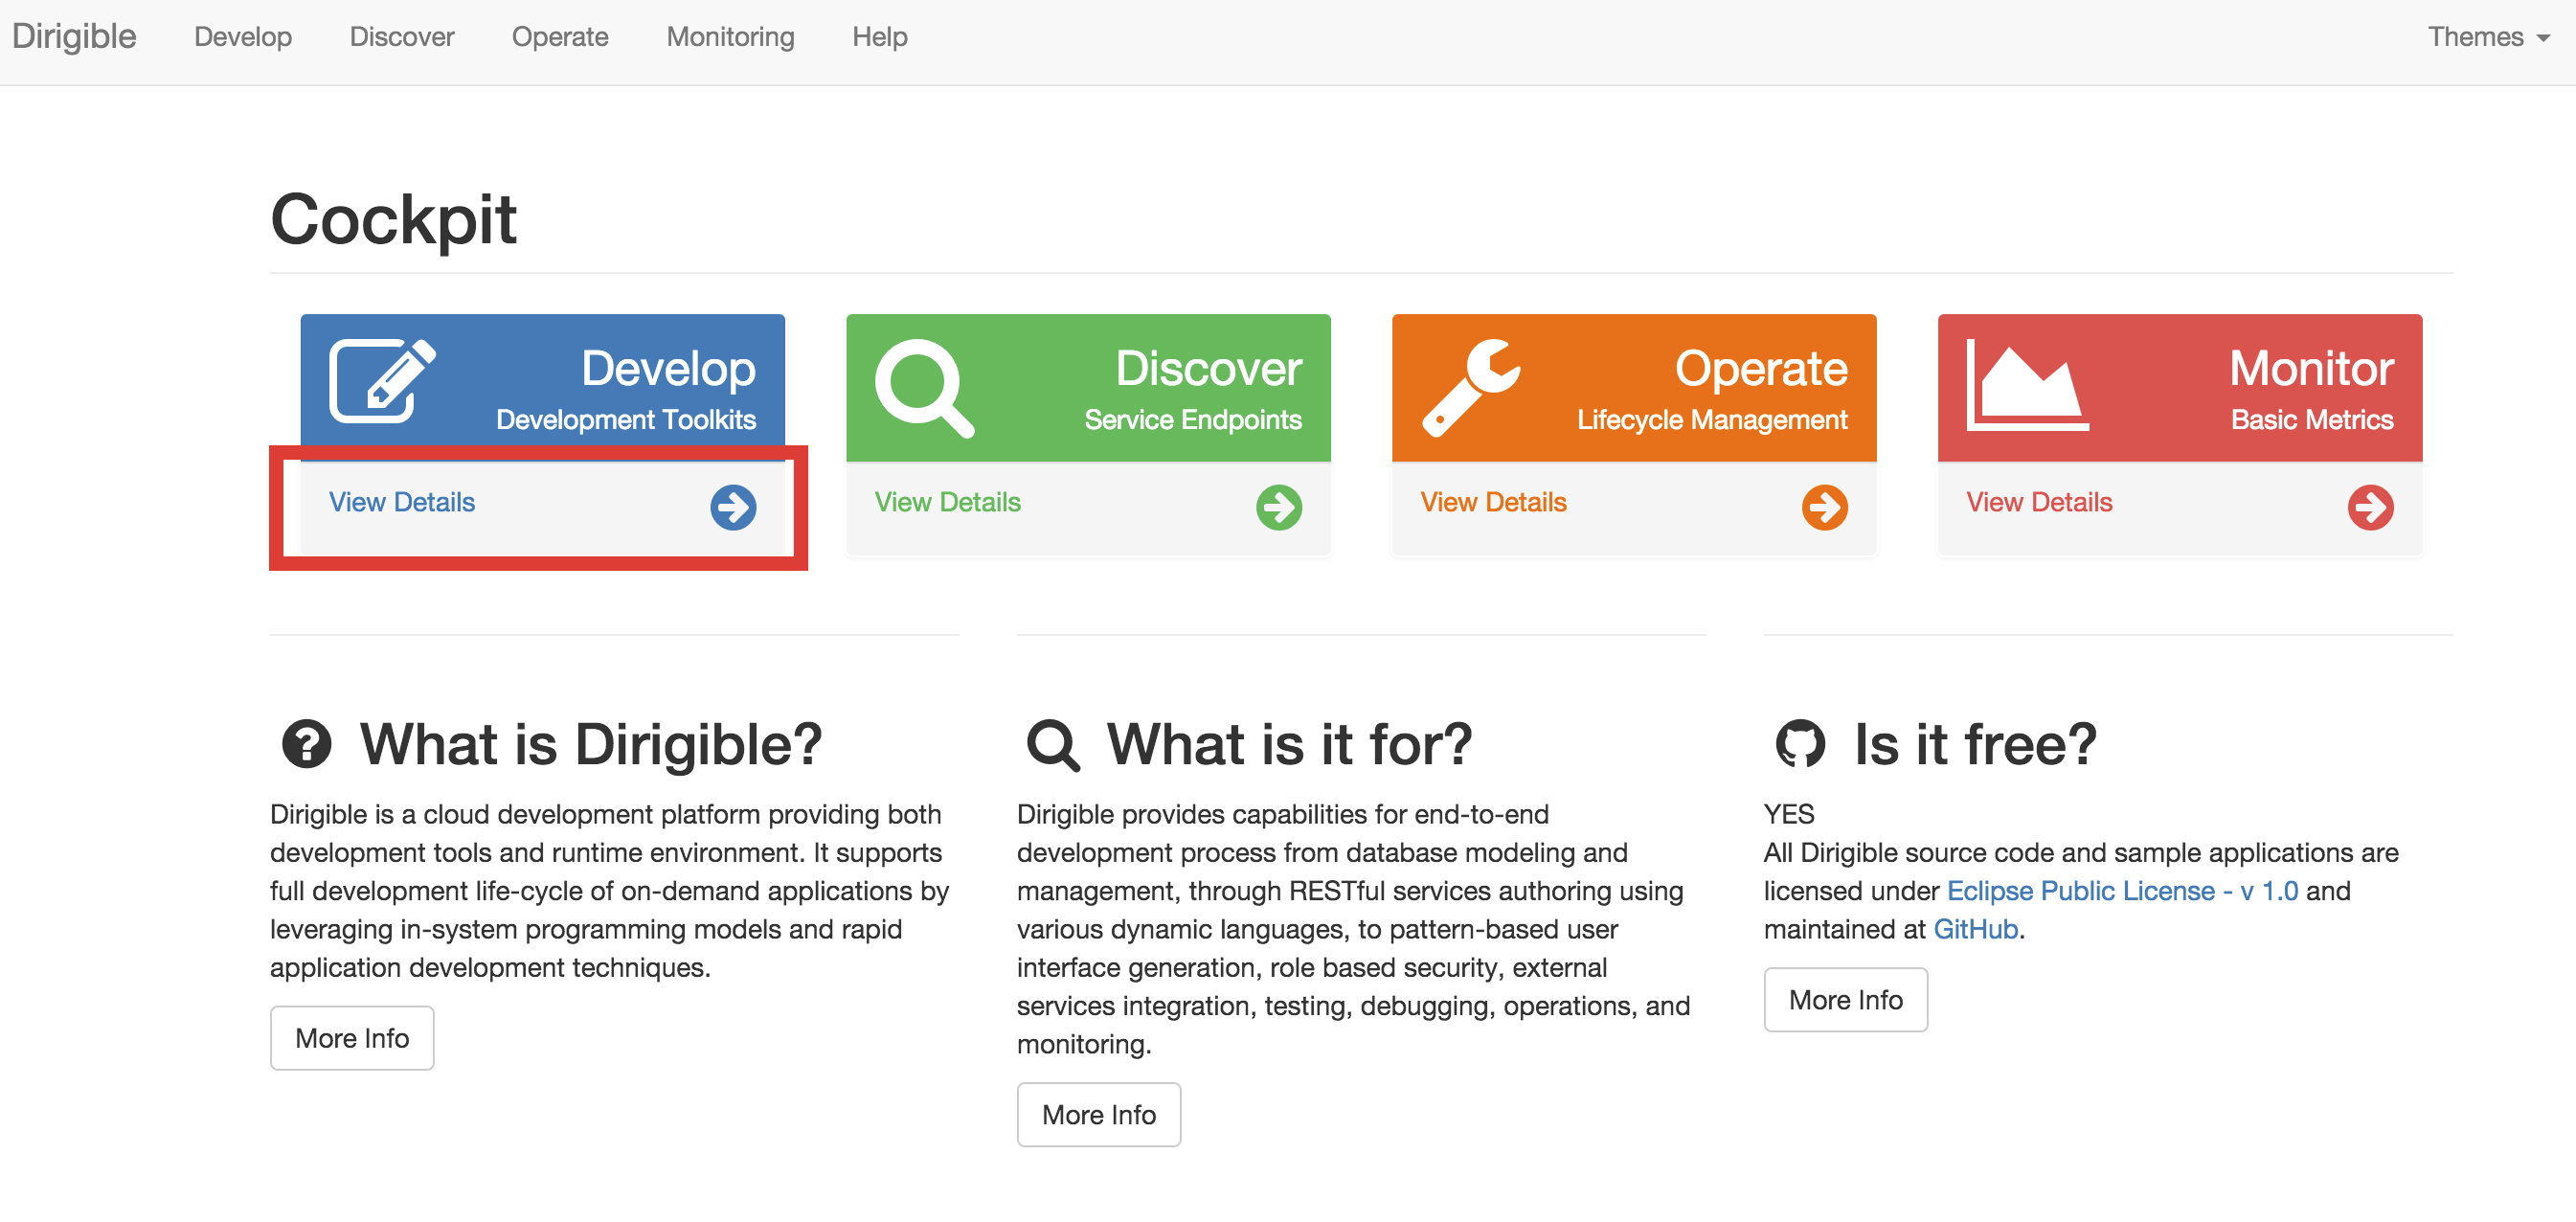 Dirigible Develop Discover Operate Monitoring Help Themes
Cockpit
Develop
Development Toolkits
View Details
Discover
Service Endpoints
View Details
Operate
Lifecycle Management
View Details
Monitor
Basic Metrics
View Details
What is Dirigible?
Dirigible is a cloud development platform providing both
development tools and runtime environment. It supports
full development life-cycle of on-demand applications by
leveraging in-system programming models and rapid
application development techniques.
More Info
What is it for?
Dirigible provides capabilities for end-to-end
development process from database modeling and
management, through RESTful services authoring using
various dynamic languages, to pattern-based user
interface generation, role based security, external
services integration, testing, debugging, operations, and
monitoring.
More Info
Is it free?
YES
All Dirigible source code and sample applications are
licensed under Eclipse Public License - v 1.0 and
maintained at GitHub.
More Info